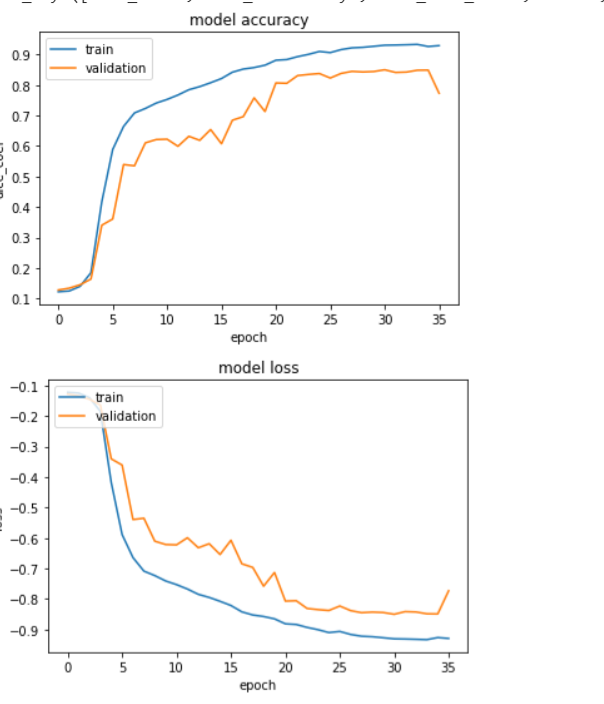 model accuracy
train
validation
0.9
0.8
0.7
0.6
0.5
0.4
0.3
0.2
0.1
0 5 10 15 20 25 30 35
epoch
model loss
train
validation
−0.1
−0.2
−0.3
−0.4
−0.5
−0.6
−0.7
−0.8
−0.9
0 5 10 15 20 25 30 35
epoch